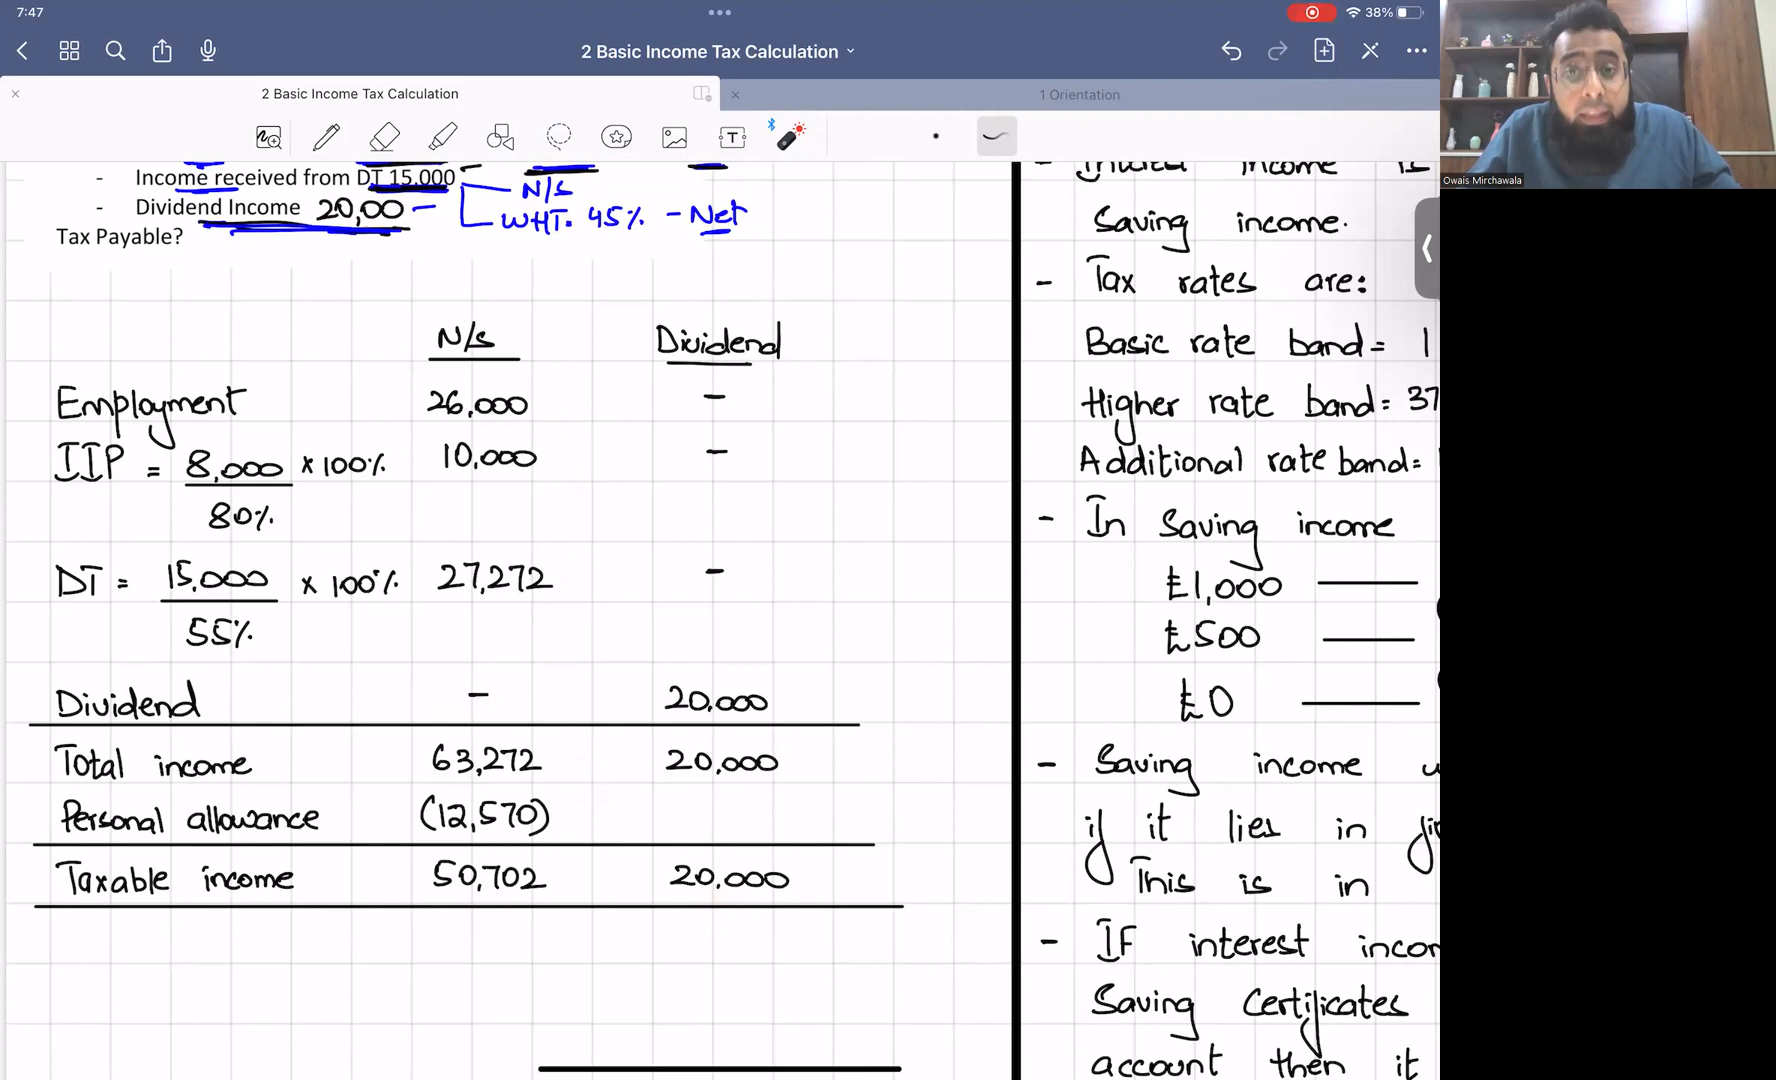 7:47
38%
2 Basic Income Tax Calculation
2 Basic Income Tax Calculation
1 Orientation
T
Owais Mirchawala
- Income received from DT 15.000
N/S
- Dividend Income 20,00
WHT. 45% - Net
Tax Payable?
N/S Dividend
Employment 26,000 -
IIP = 8,000 x 100% 10,000 -
80%
DT = 15,000 x 100% 27,272 -
55%
Dividend - 20,000
Total income 63,272 20,000
Personal allowance (12,570)
Taxable income 50,702 20,000
income is
Saving income.
- Tax rates are:
Basic rate band = 1
Higher rate band = 37
Additional rate band =
- In Saving income
£1,000
£500
£0
- Saving income
if it lies in
This is in
- IF interest incom
Saving Certificates
account then it